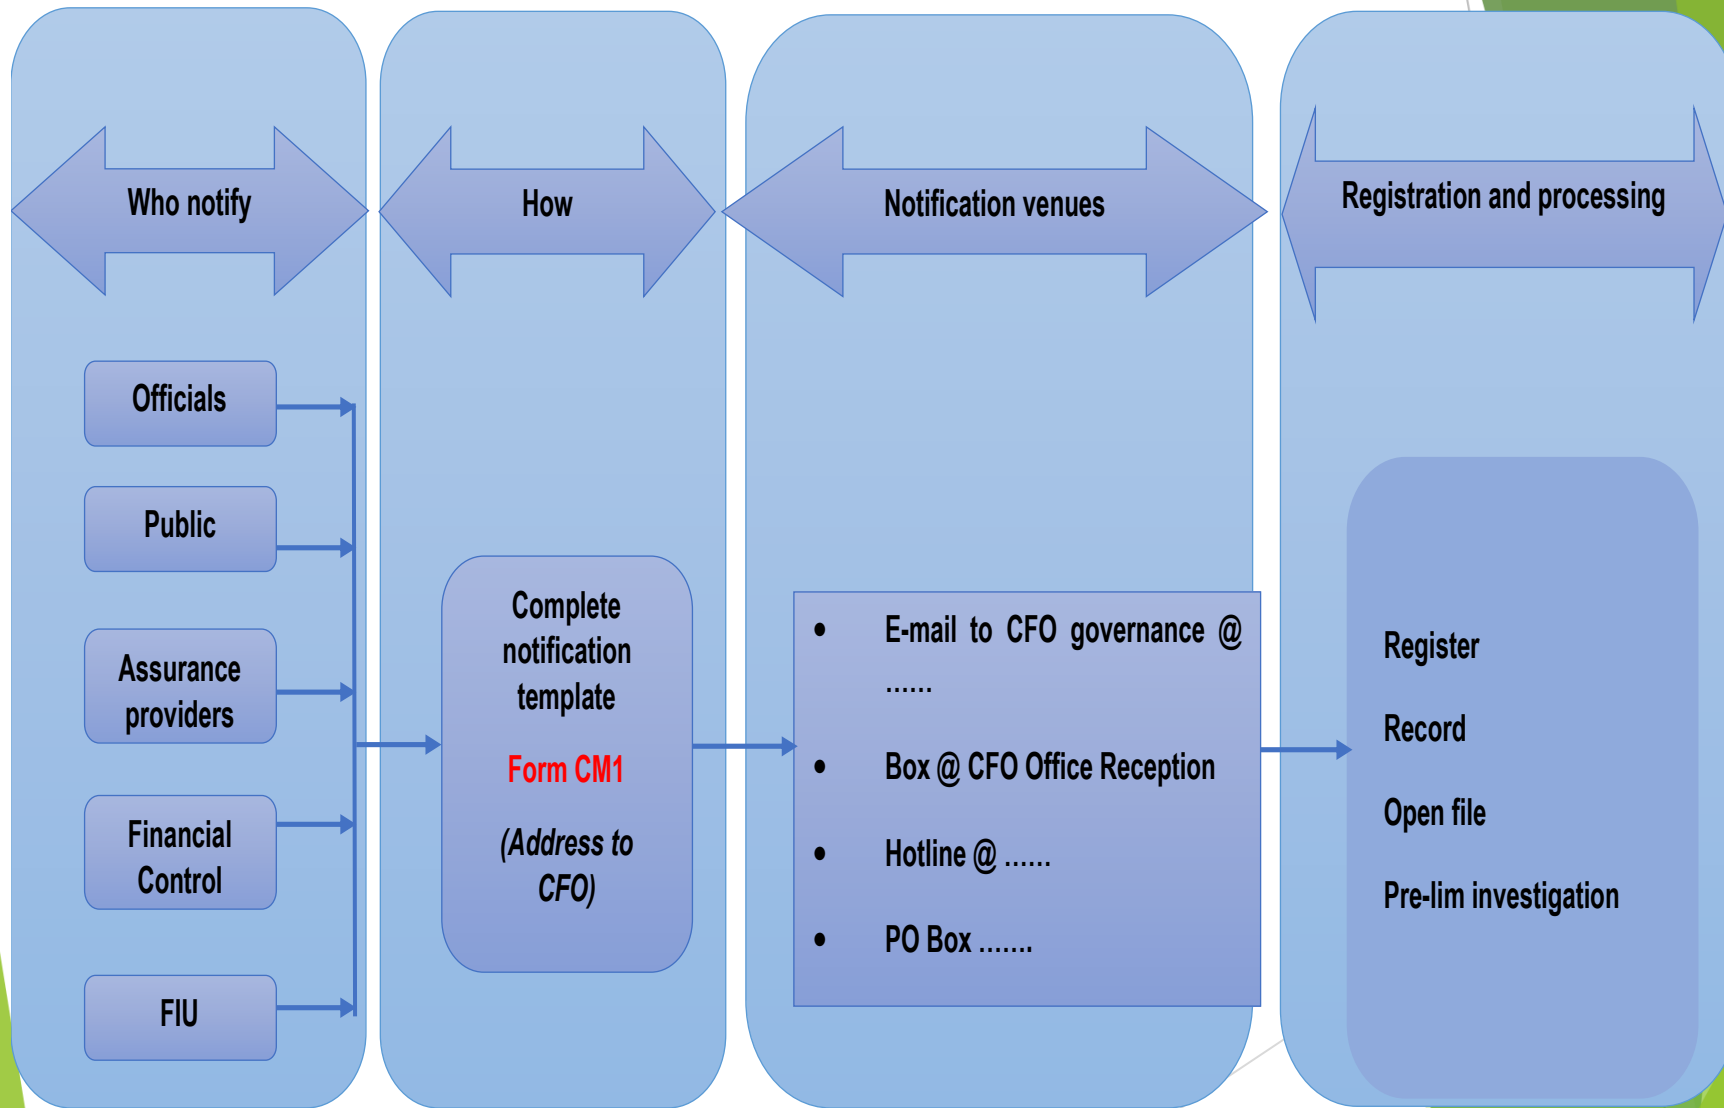 Who notify
How
Notification venues
Registration and processing
Officials
Public
Assurance
providers
Financial
Control
FIU
Complete
notification
template
Form CM1
(Address to
CFO)
• E-mail to CFO governance @
……
• Box @ CFO Office Reception
• Hotline @ ……
• PO Box …….
Register
Record
Open file
Pre-lim investigation